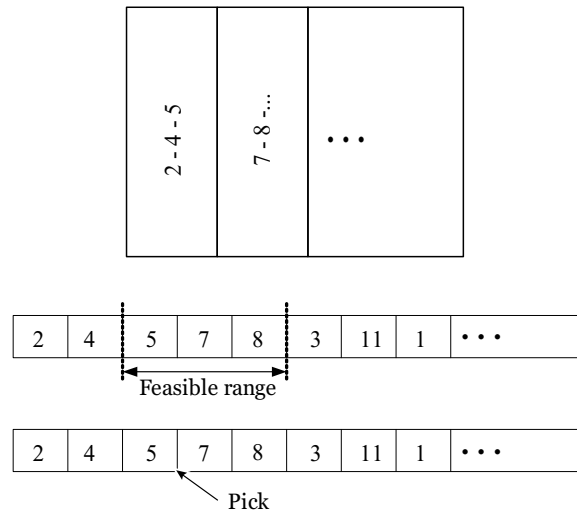 2 - 4 - 5
7 - 8 -...
• • •
2 4 5 7 8 3 11 1 • • •
Feasible range
2 4 5 7 8 3 11 1 • • •
Pick